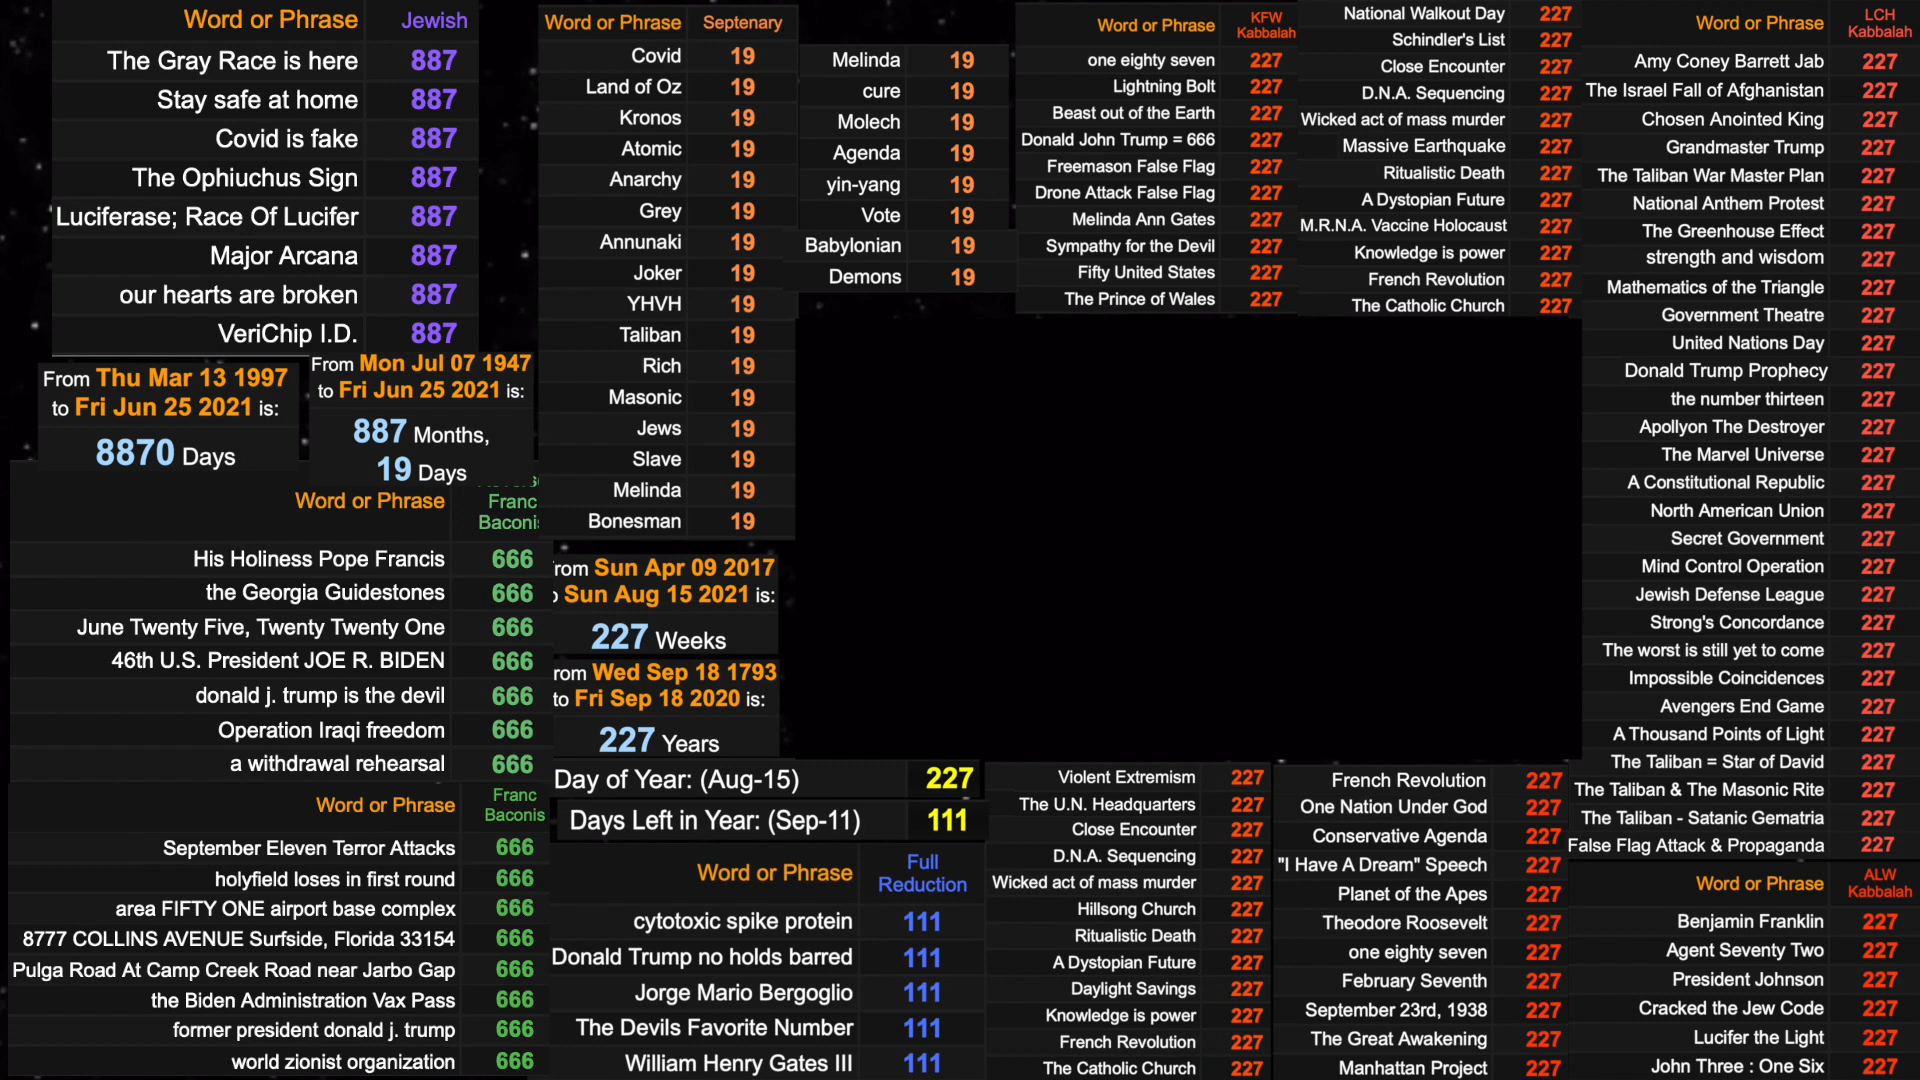 Word or Phrase Jewish
The Gray Race is here 887
Stay safe at home 887
Covid is fake 887
The Ophiuchus Sign 887
Luciferase; Race Of Lucifer 887
Major Arcana 887
our hearts are broken 887
VeriChip I.D. 887
From Thu Mar 13 1997
to Fri Jun 25 2021 is:
8870 Days
From Mon Jul 07 1947
to Fri Jun 25 2021 is:
887 Months,
19 Days
Word or Phrase Franc
Baconis
His Holiness Pope Francis 666
the Georgia Guidestones 666
June Twenty Five, Twenty Twenty One 666
46th U.S. President JOE R. BIDEN 666
donald j. trump is the devil 666
Operation Iraqi freedom 666
a withdrawal rehearsal 666
Word or Phrase Franc
Baconis
September Eleven Terror Attacks 666
holyfield loses in first round 666
area FIFTY ONE airport base complex 666
8777 COLLINS AVENUE Surfside, Florida 33154 666
Pulga Road At Camp Creek Road near Jarbo Gap 666
the Biden Administration Vax Pass 666
former president donald j. trump 666
world zionist organization 666
Word or Phrase Septenary
Covid 19
Land of Oz 19
Kronos 19
Atomic 19
Anarchy 19
Grey 19
Annunaki 19
Joker 19
YHVH 19
Taliban 19
Rich 19
Masonic 19
Jews 19
Slave 19
Melinda 19
Bonesman 19
Melinda 19
cure 19
Molech 19
Agenda 19
yin-yang 19
Vote 19
Babylonian 19
Demons 19
rom Sun Apr 09 2017
Sun Aug 15 2021 is:
227 Weeks
rom Wed Sep 18 1793
to Fri Sep 18 2020 is:
227 Years
Day of Year: (Aug-15) 227
Days Left in Year: (Sep-11) 111
Word or Phrase Full
Reduction
cytotoxic spike protein 111
Donald Trump no holds barred 111
Jorge Mario Bergoglio 111
The Devils Favorite Number 111
William Henry Gates III 111
Word or Phrase KFW
Kabbalah
one eighty seven 227
Lightning Bolt 227
Beast out of the Earth 227
Donald John Trump = 666 227
Freemason False Flag 227
Drone Attack False Flag 227
Melinda Ann Gates 227
Sympathy for the Devil 227
Fifty United States 227
The Prince of Wales 227
National Walkout Day 227
Schindler's List 227
Close Encounter 227
D.N.A. Sequencing 227
Wicked act of mass murder 227
Massive Earthquake 227
Ritualistic Death 227
A Dystopian Future 227
M.R.N.A. Vaccine Holocaust 227
Knowledge is power 227
French Revolution 227
The Catholic Church 227
Violent Extremism 227
The U.N. Headquarters 227
Close Encounter 227
D.N.A. Sequencing 227
Wicked act of mass murder 227
Hillsong Church 227
Ritualistic Death 227
A Dystopian Future 227
Daylight Savings 227
Knowledge is power 227
French Revolution 227
The Catholic Church 227
French Revolution 227
One Nation Under God 227
Conservative Agenda 227
"I Have A Dream" Speech 227
Planet of the Apes 227
Theodore Roosevelt 227
one eighty seven 227
February Seventh 227
September 23rd, 1938 227
The Great Awakening 227
Manhattan Project 227
Word or Phrase LCH
Kabbalah
Amy Coney Barrett Jab 227
The Israel Fall of Afghanistan 227
Chosen Anointed King 227
Grandmaster Trump 227
The Taliban War Master Plan 227
National Anthem Protest 227
The Greenhouse Effect 227
strength and wisdom 227
Mathematics of the Triangle 227
Government Theatre 227
United Nations Day 227
Donald Trump Prophecy 227
the number thirteen 227
Apollyon The Destroyer 227
The Marvel Universe 227
A Constitutional Republic 227
North American Union 227
Secret Government 227
Mind Control Operation 227
Jewish Defense League 227
Strong's Concordance 227
The worst is still yet to come 227
Impossible Coincidences 227
Avengers End Game 227
A Thousand Points of Light 227
The Taliban = Star of David 227
The Taliban & The Masonic Rite 227
The Taliban - Satanic Gematria 227
False Flag Attack & Propaganda 227
Word or Phrase ALW
Kabbalah
Benjamin Franklin 227
Agent Seventy Two 227
President Johnson 227
Cracked the Jew Code 227
Lucifer the Light 227
John Three : One Six 227